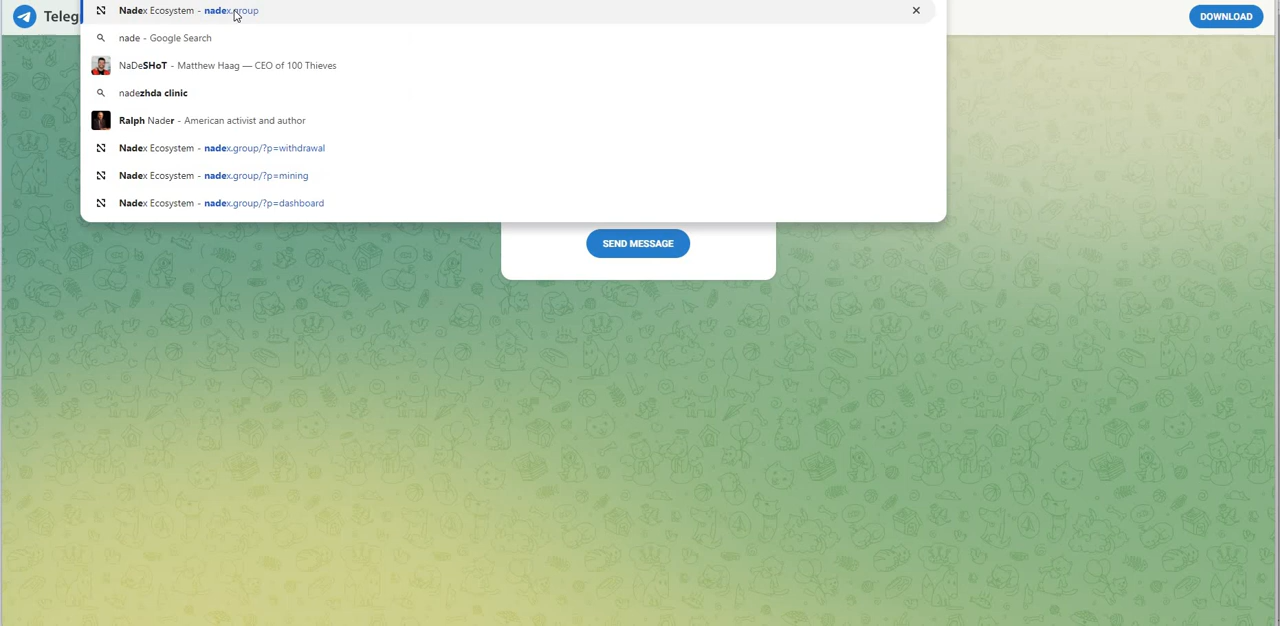 Teleg
DOWNLOAD
Nadex Ecosystem - nadex.group
nade - Google Search
NaDeSHoT - Matthew Haag — CEO of 100 Thieves
nadezhda clinic
Ralph Nader - American activist and author
Nadex Ecosystem - nadex.group/?p=withdrawal
Nadex Ecosystem - nadex.group/?p=mining
Nadex Ecosystem - nadex.group/?p=dashboard
SEND MESSAGE